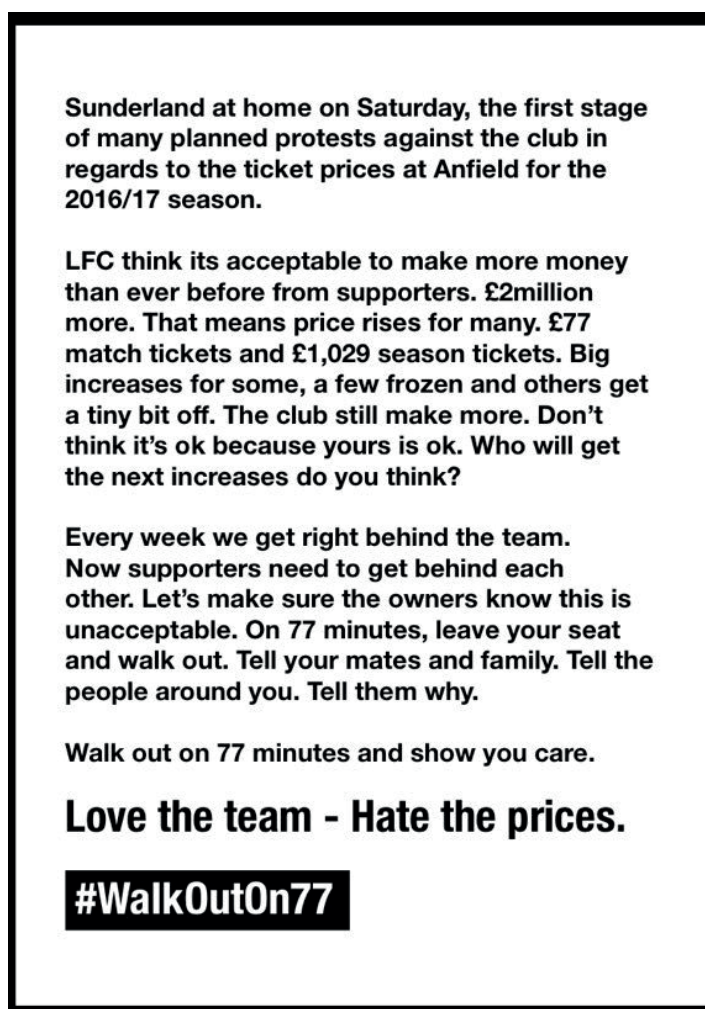 Sunderland at home on Saturday, the first stage
of many planned protests against the club in
regards to the ticket prices at Anfield for the
2016/17 season.
LFC think its acceptable to make more money
than ever before from supporters. £2million
more. That means price rises for many. £77
match tickets and £1,029 season tickets. Big
increases for some, a few frozen and others get
a tiny bit off. The club still make more. Don’t
think it’s ok because yours is ok. Who will get
the next increases do you think?
Every week we get right behind the team.
Now supporters need to get behind each
other. Let’s make sure the owners know this is
unacceptable. On 77 minutes, leave your seat
and walk out. Tell your mates and family. Tell the
people around you. Tell them why.
Walk out on 77 minutes and show you care.
Love the team - Hate the prices.
#WalkOutOn77